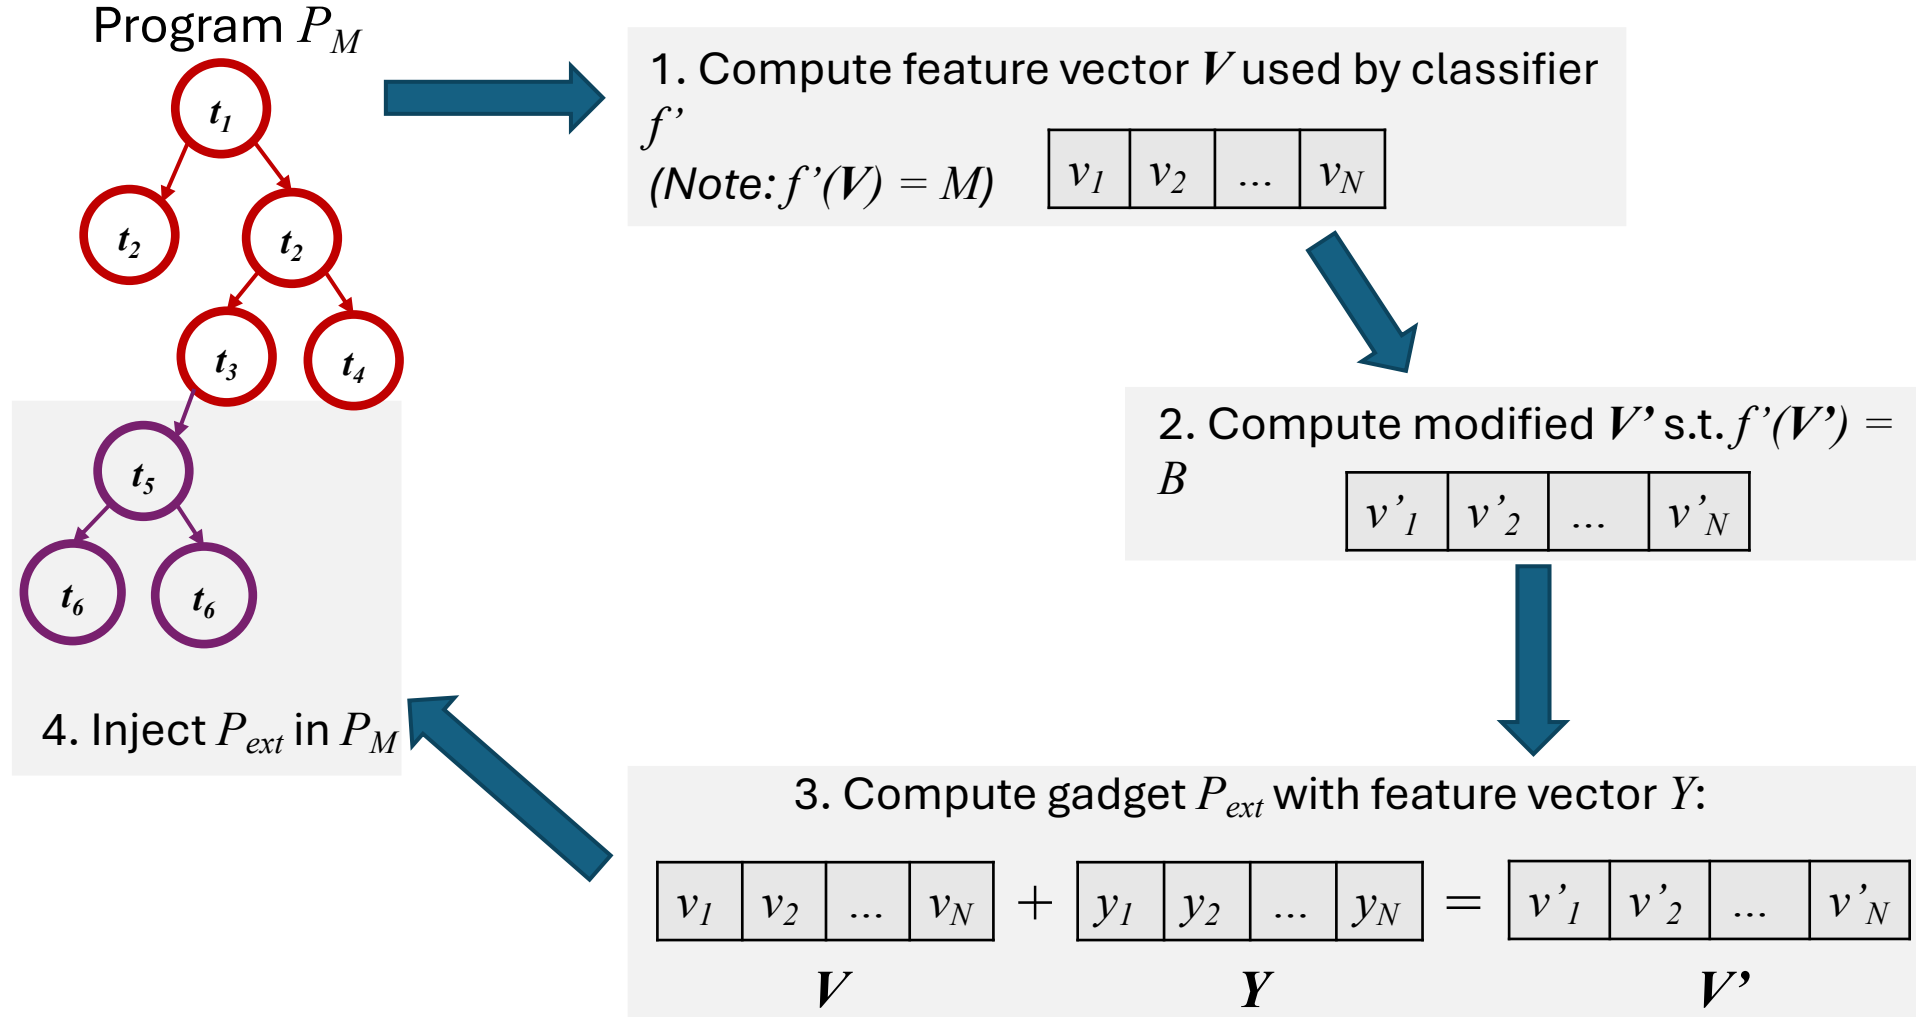 Program P_M
t_1
t_2
t_2
t_3
t_4
t_5
t_6
t_6
4. Inject P_ext in P_M
1. Compute feature vector V used by classifier
f’
(Note: f’(V) = M)
v_1 v_2 ... v_N
2. Compute modified V’ s.t. f’(V’) =
B
v’_1 v’_2 ... v’_N
3. Compute gadget P_ext with feature vector Y:
v_1 v_2 ... v_N + y_1 y_2 ... y_N = v’_1 v’_2 ... v’_N
V Y V’